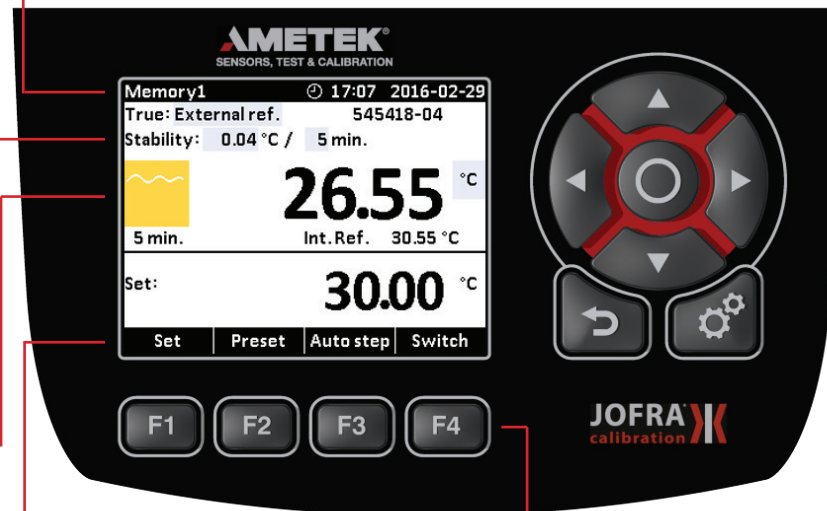 AMETEK®
SENSORS, TEST & CALIBRATION
Memory1 17:07 2016-02-29
True: External ref. 545418-04
Stability: 0.04 °C / 5 min.
26.55 °C
5 min. Int.Ref. 30.55 °C
Set: 30.00 °C
Set Preset Auto step Switch
F1 F2 F3 F4
JOFRA
calibration